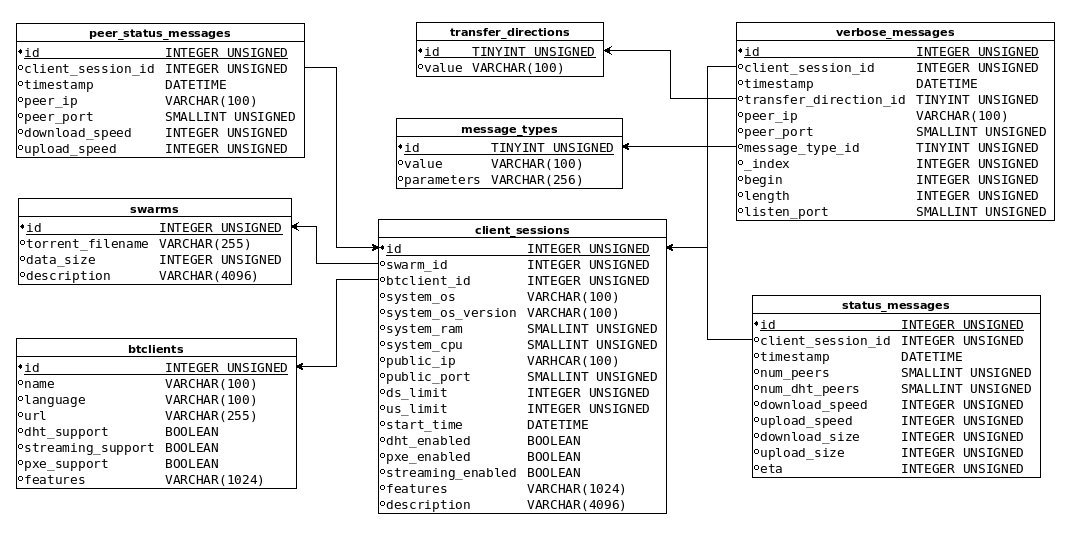 peer_status_messages
id INTEGER UNSIGNED
client_session_id INTEGER UNSIGNED
timestamp DATETIME
peer_ip VARCHAR(100)
peer_port SMALLINT UNSIGNED
download_speed INTEGER UNSIGNED
upload_speed INTEGER UNSIGNED
transfer_directions
id TINYINT UNSIGNED
value VARCHAR(100)
verbose_messages
id INTEGER UNSIGNED
client_session_id INTEGER UNSIGNED
timestamp DATETIME
transfer_direction_id TINYINT UNSIGNED
peer_ip VARCHAR(100)
peer_port SMALLINT UNSIGNED
message_type_id TINYINT UNSIGNED
_index INTEGER UNSIGNED
begin INTEGER UNSIGNED
length INTEGER UNSIGNED
listen_port SMALLINT UNSIGNED
message_types
id TINYINT UNSIGNED
value VARCHAR(100)
parameters VARCHAR(256)
swarms
id INTEGER UNSIGNED
torrent_filename VARCHAR(255)
data_size INTEGER UNSIGNED
description VARCHAR(4096)
client_sessions
id INTEGER UNSIGNED
swarm_id INTEGER UNSIGNED
btclient_id INTEGER UNSIGNED
system_os VARCHAR(100)
system_os_version VARCHAR(100)
system_ram SMALLINT UNSIGNED
system_cpu SMALLINT UNSIGNED
public_ip VARHCAR(100)
public_port SMALLINT UNSIGNED
ds_limit INTEGER UNSIGNED
us_limit INTEGER UNSIGNED
start_time DATETIME
dht_enabled BOOLEAN
pxe_enabled BOOLEAN
streaming_enabled BOOLEAN
features VARCHAR(1024)
description VARCHAR(4096)
status_messages
id INTEGER UNSIGNED
client_session_id INTEGER UNSIGNED
timestamp DATETIME
num_peers SMALLINT UNSIGNED
num_dht_peers SMALLINT UNSIGNED
download_speed INTEGER UNSIGNED
upload_speed INTEGER UNSIGNED
download_size INTEGER UNSIGNED
upload_size INTEGER UNSIGNED
eta INTEGER UNSIGNED
btclients
id INTEGER UNSIGNED
name VARCHAR(100)
language VARCHAR(100)
url VARCHAR(255)
dht_support BOOLEAN
streaming_support BOOLEAN
pxe_support BOOLEAN
features VARCHAR(1024)